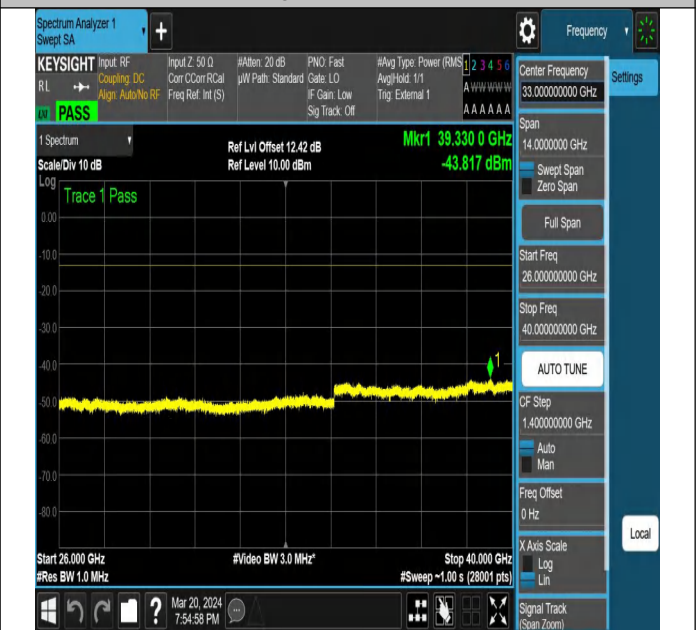 Spectrum Analyzer 1
Swept SA
+
Frequency
KEYSIGHT
Input: RF
Input Z: 50 Ω
#Atten: 20 dB
PNO: Fast
#Avg Type: Power (RMS
1 2 3 4 5 6
RL
Coupling: DC
Corr CCorr RCal
µW Path: Standard
Gate: LO
Avg|Hold: 1/1
A W W W W W
Align: Auto/No RF
Freq Ref: Int (S)
IF Gain: Low
Trig: External 1
Sig Track: Off
A A A A A A
PASS
Center Frequency
33.000000000 GHz
Settings
Span
14.0000000 GHz
Swept Span
Zero Span
Full Span
Start Freq
26.000000000 GHz
Stop Freq
40.000000000 GHz
AUTO TUNE
CF Step
1.400000000 GHz
Auto
Man
Freq Offset
0 Hz
X Axis Scale
Log
Lin
Signal Track
(Span Zoom)
Local
1 Spectrum
Scale/Div 10 dB
Log
Ref Lvl Offset 12.42 dB
Ref Level 10.00 dBm
Mkr1 39.330 0 GHz
-43.817 dBm
Trace 1 Pass
0.00
-10.0
-20.0
-30.0
-40.0
-50.0
-60.0
-70.0
-80.0
1
Start 26.000 GHz
#Video BW 3.0 MHz*
Stop 40.000 GHz
#Res BW 1.0 MHz
#Sweep ~1.00 s (28001 pts)
?
Mar 20, 2024
7:54:58 PM